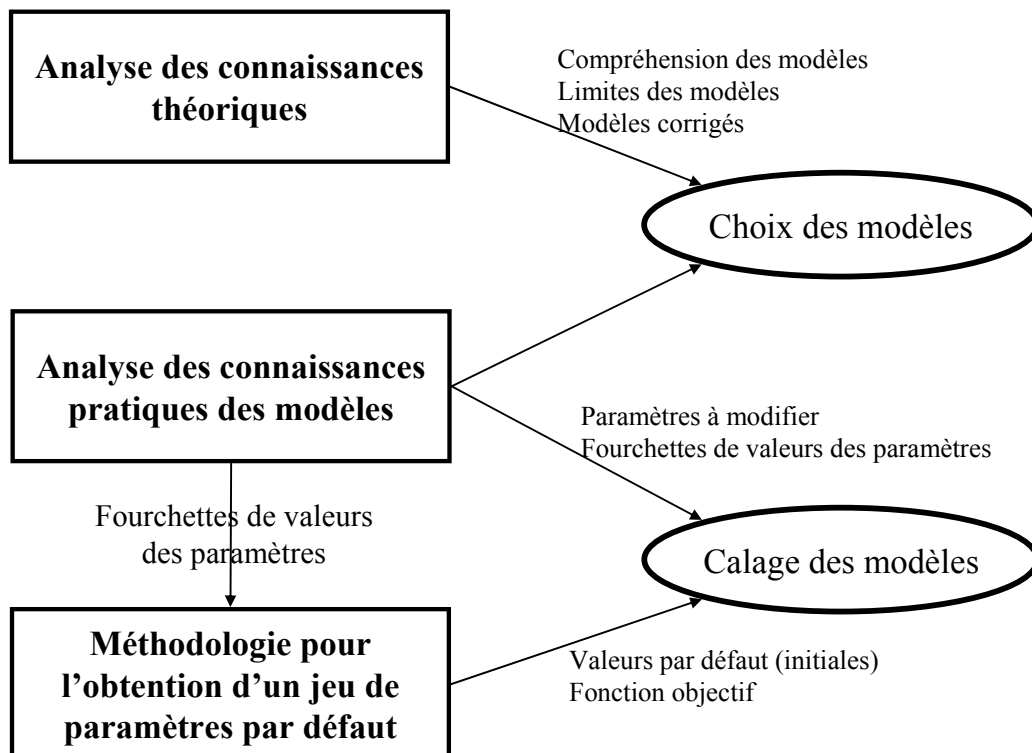 Analyse des connaissances
théoriques
Compréhension des modèles
Limites des modèles
Modèles corrigés
Choix des modèles
Analyse des connaissances
pratiques des modèles
Paramètres à modifier
Fourchettes de valeurs des paramètres
Fourchettes de valeurs
des paramètres
Calage des modèles
Méthodologie pour
l’obtention d’un jeu de
paramètres par défaut
Valeurs par défaut (initiales)
Fonction objectif